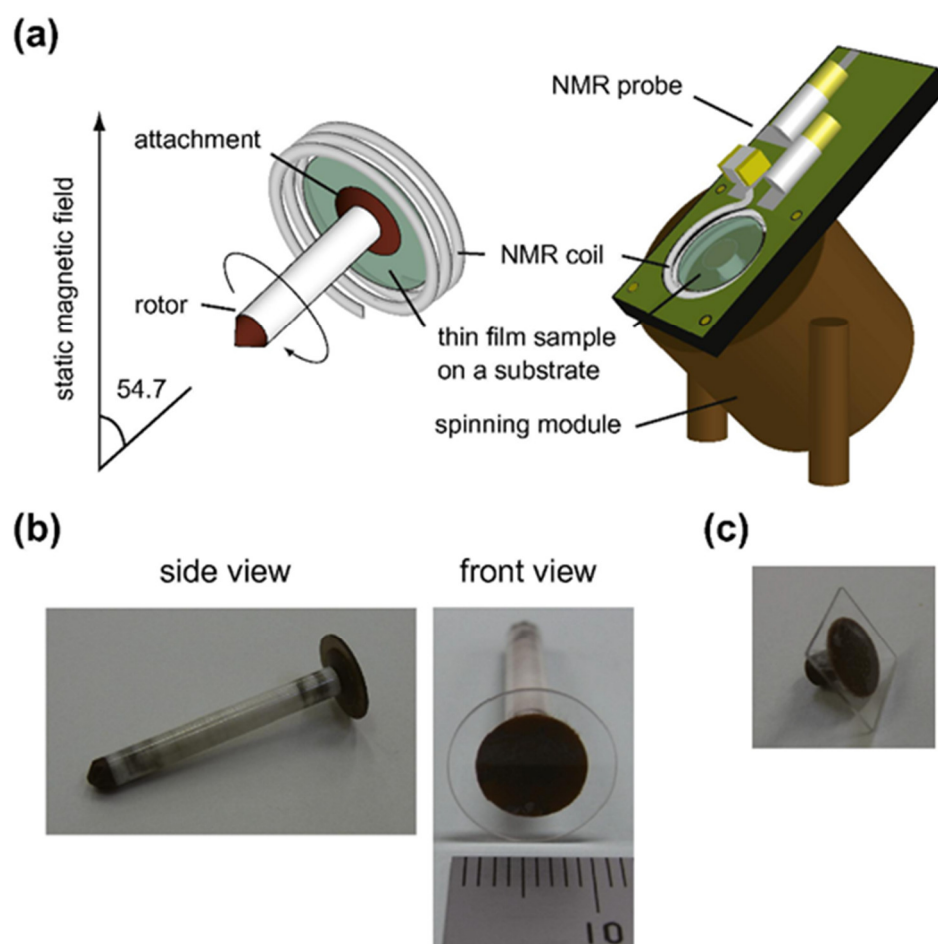 (a)
static magnetic field
54.7
attachment
rotor
NMR probe
NMR coil
thin film sample
on a substrate
spinning module
(b)
side view
front view
10
(c)